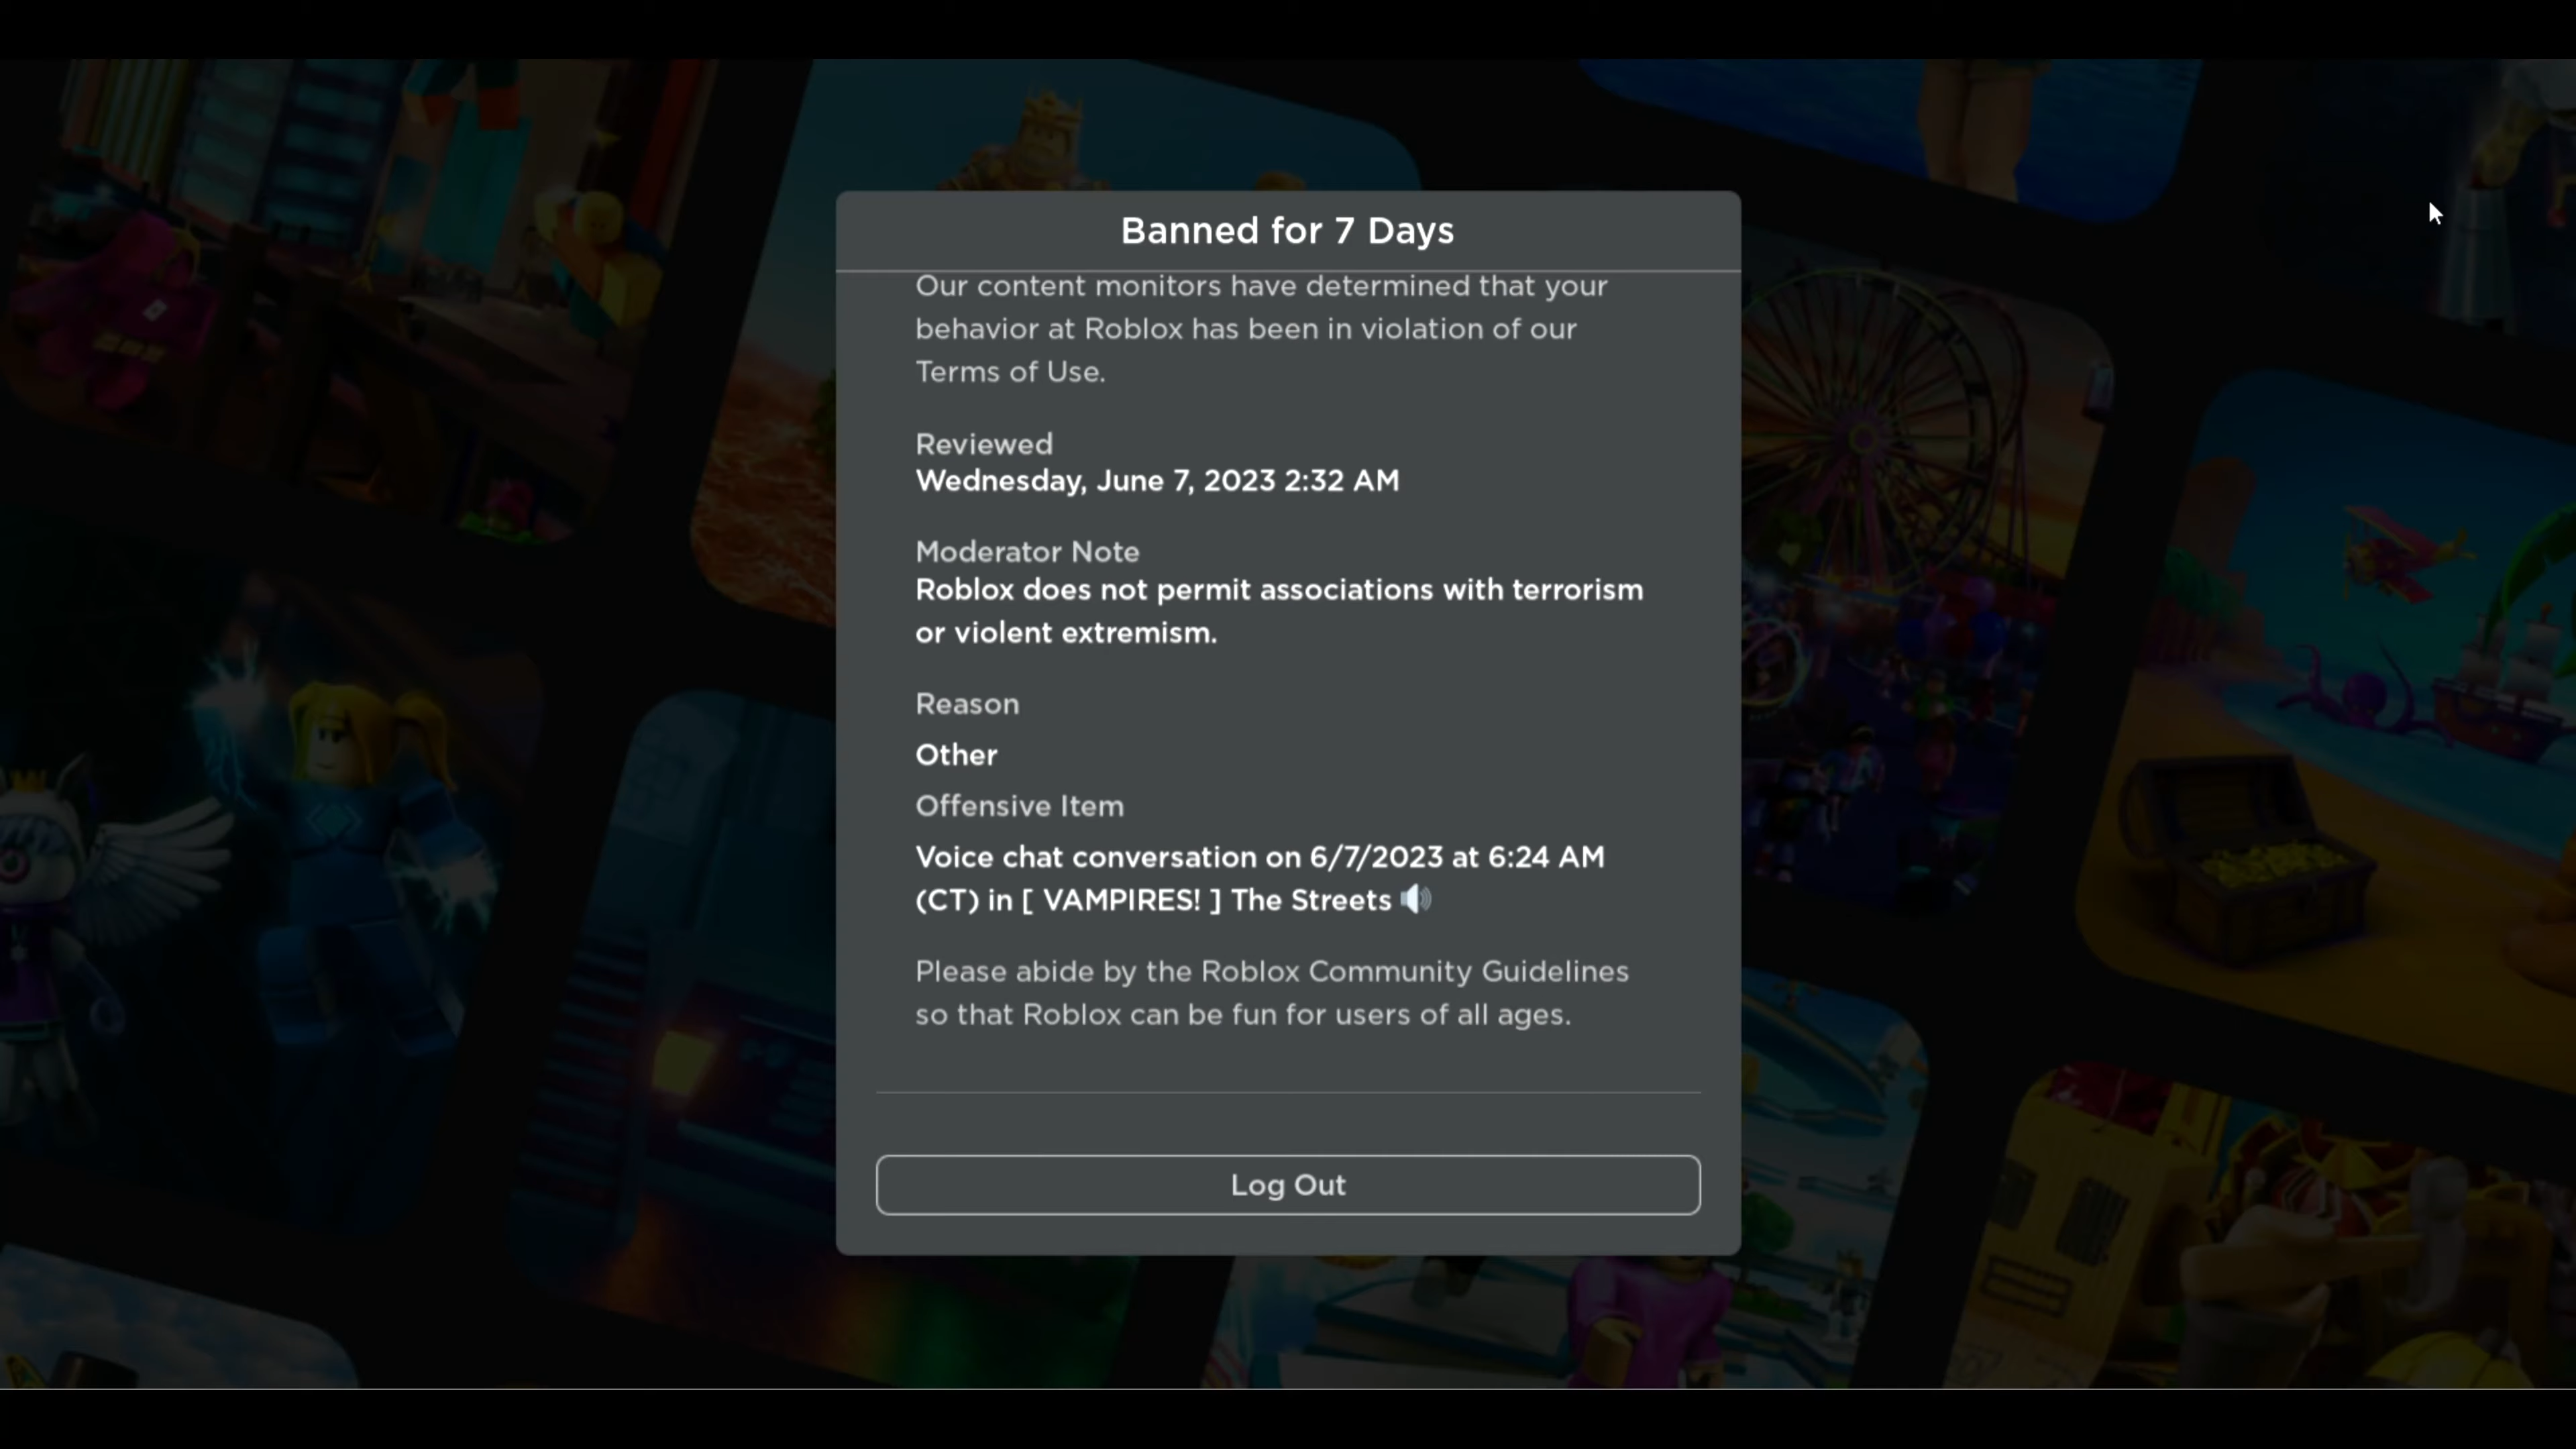 Banned for 7 Days
Our content monitors have determined that your
behavior at Roblox has been in violation of our
Terms of Use.
Reviewed
Wednesday, June 7, 2023 2:32 AM
Moderator Note
Roblox does not permit associations with terrorism
or violent extremism.
Reason
Other
Offensive Item
Voice chat conversation on 6/7/2023 at 6:24 AM
(CT) in [ VAMPIRES! ] The Streets 🔊
Please abide by the Roblox Community Guidelines
so that Roblox can be fun for users of all ages.
Log Out